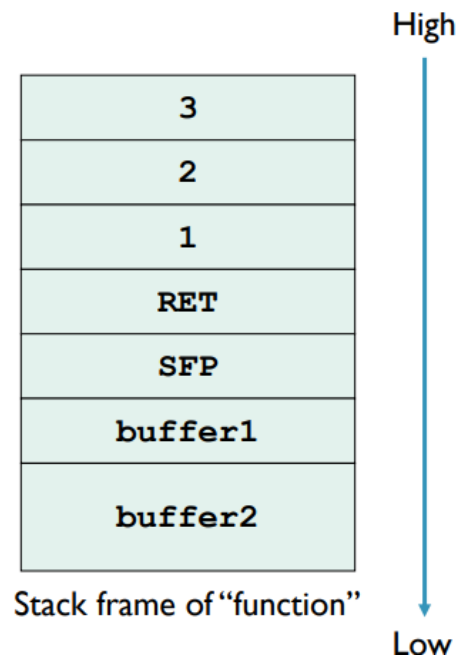 High
3
2
1
RET
SFP
buffer1
buffer2
Stack frame of “function”
Low